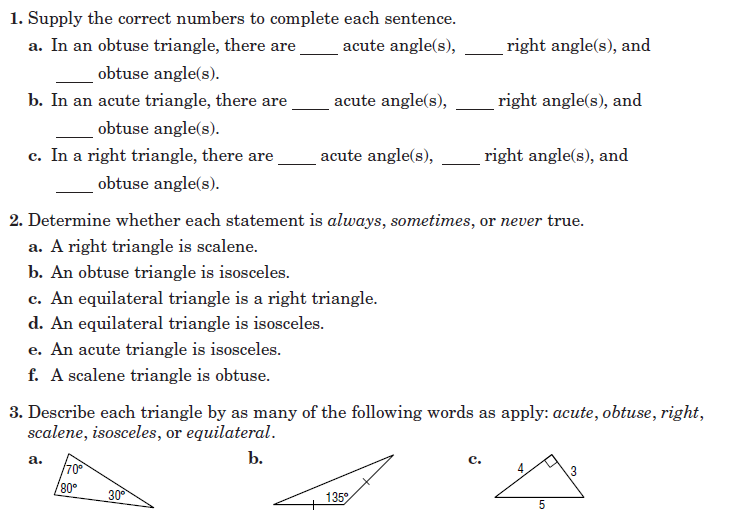 1. Supply the correct numbers to complete each sentence.
a. In an obtuse triangle, there are ____ acute angle(s), ____ right angle(s), and
____ obtuse angle(s).
b. In an acute triangle, there are ____ acute angle(s), ____ right angle(s), and
____ obtuse angle(s).
c. In a right triangle, there are ____ acute angle(s), ____ right angle(s), and
____ obtuse angle(s).
2. Determine whether each statement is always, sometimes, or never true.
a. A right triangle is scalene.
b. An obtuse triangle is isosceles.
c. An equilateral triangle is a right triangle.
d. An equilateral triangle is isosceles.
e. An acute triangle is isosceles.
f. A scalene triangle is obtuse.
3. Describe each triangle by as many of the following words as apply: acute, obtuse, right,
scalene, isosceles, or equilateral.
a. b. c.
70° 4 3
80° 30° 135°
5